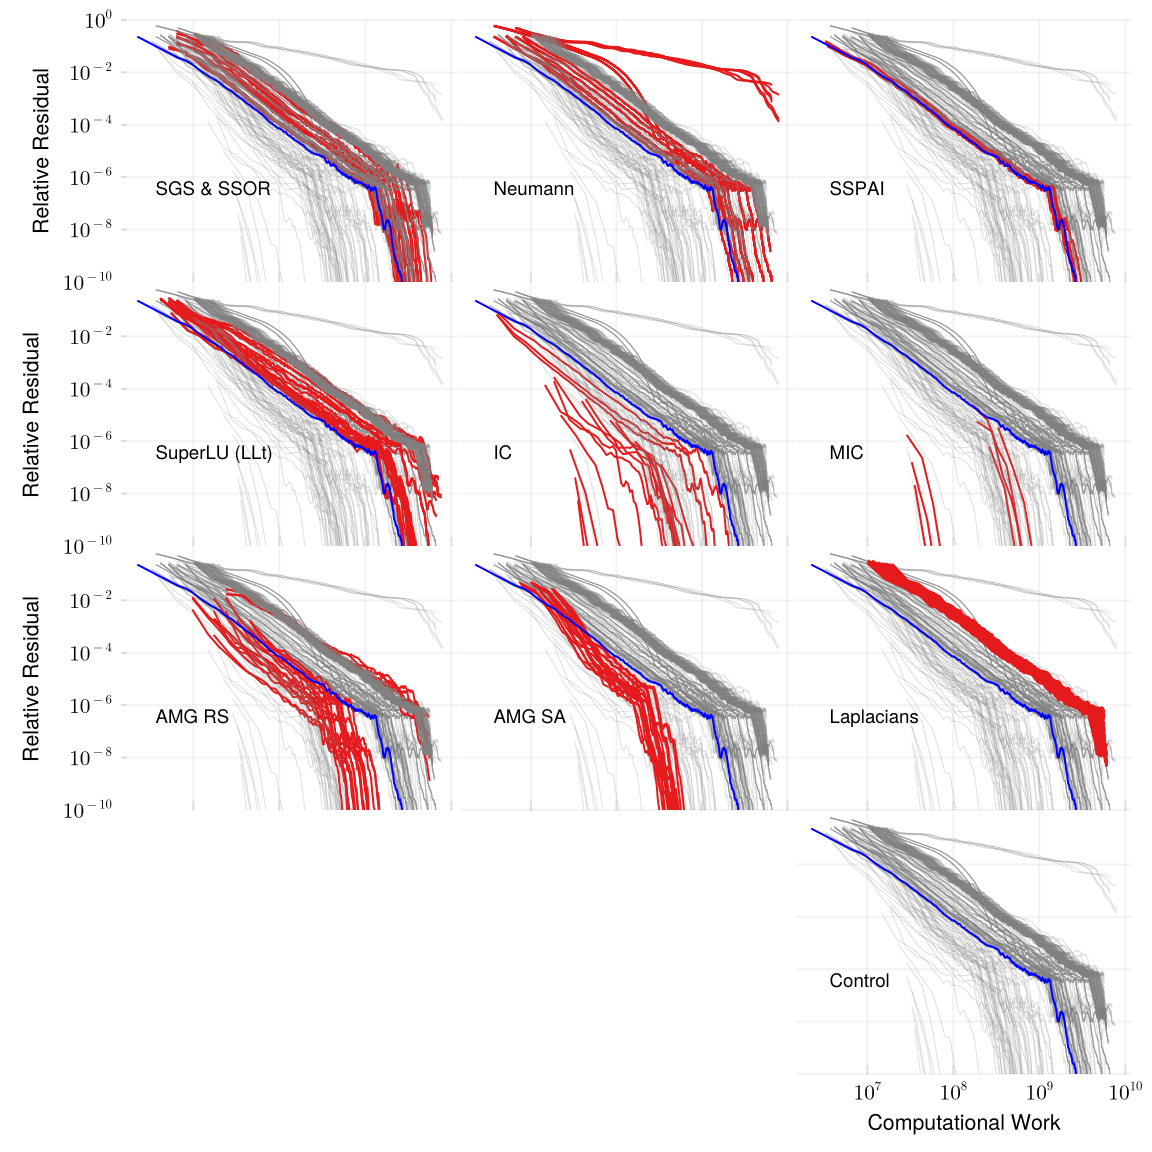 10^0
10^-2
10^-4
10^-6
10^-8
10^-10
Relative Residual
SGS & SSOR
Neumann
SSPAI
10^-2
10^-4
10^-6
10^-8
10^-10
Relative Residual
SuperLU (LLt)
IC
MIC
10^-2
10^-4
10^-6
10^-8
10^-10
Relative Residual
AMG RS
AMG SA
Laplacians
Control
10^7 10^8 10^9 10^10
Computational Work